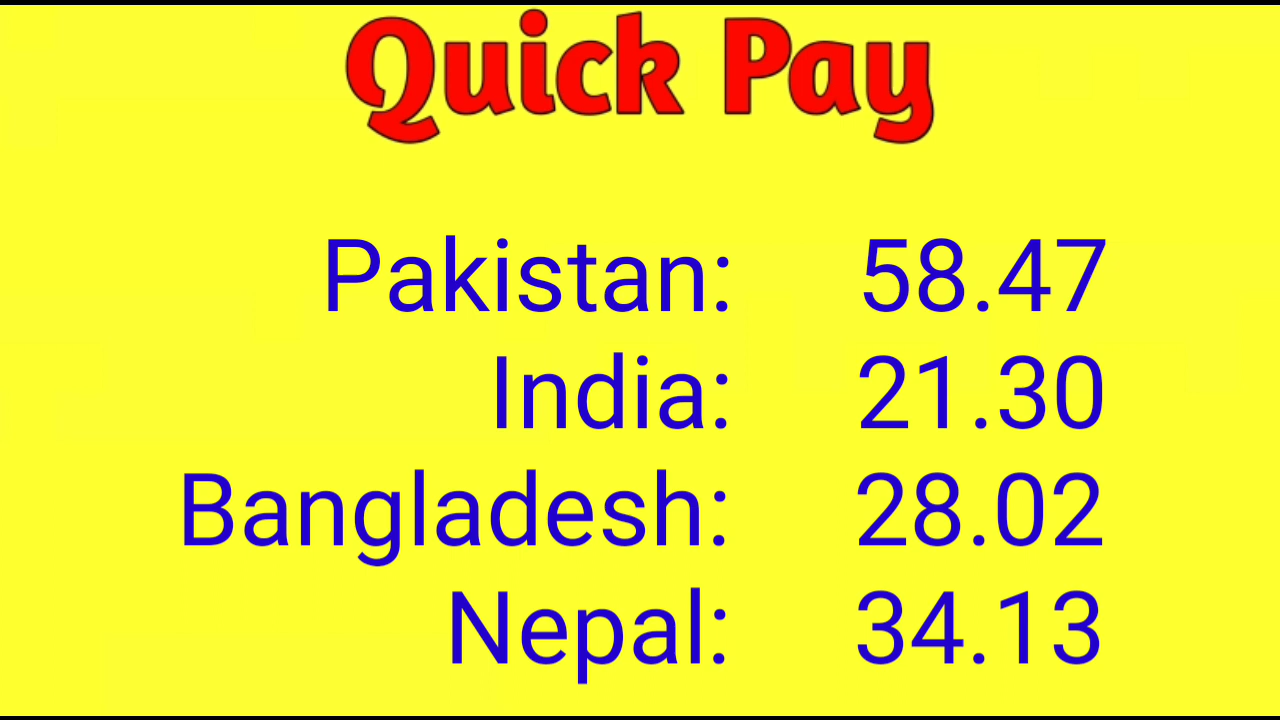 Quick Pay
Pakistan: 58.47
India: 21.30
Bangladesh: 28.02
Nepal: 34.13